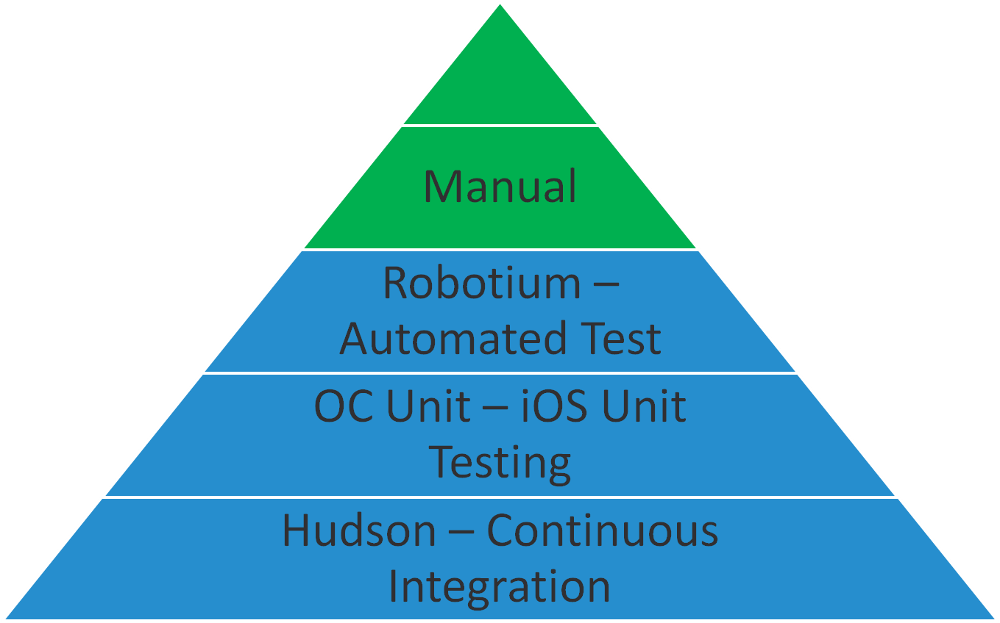 Manual
Robotium –
Automated Test
OC Unit – iOS Unit
Testing
Hudson – Continuous
Integration